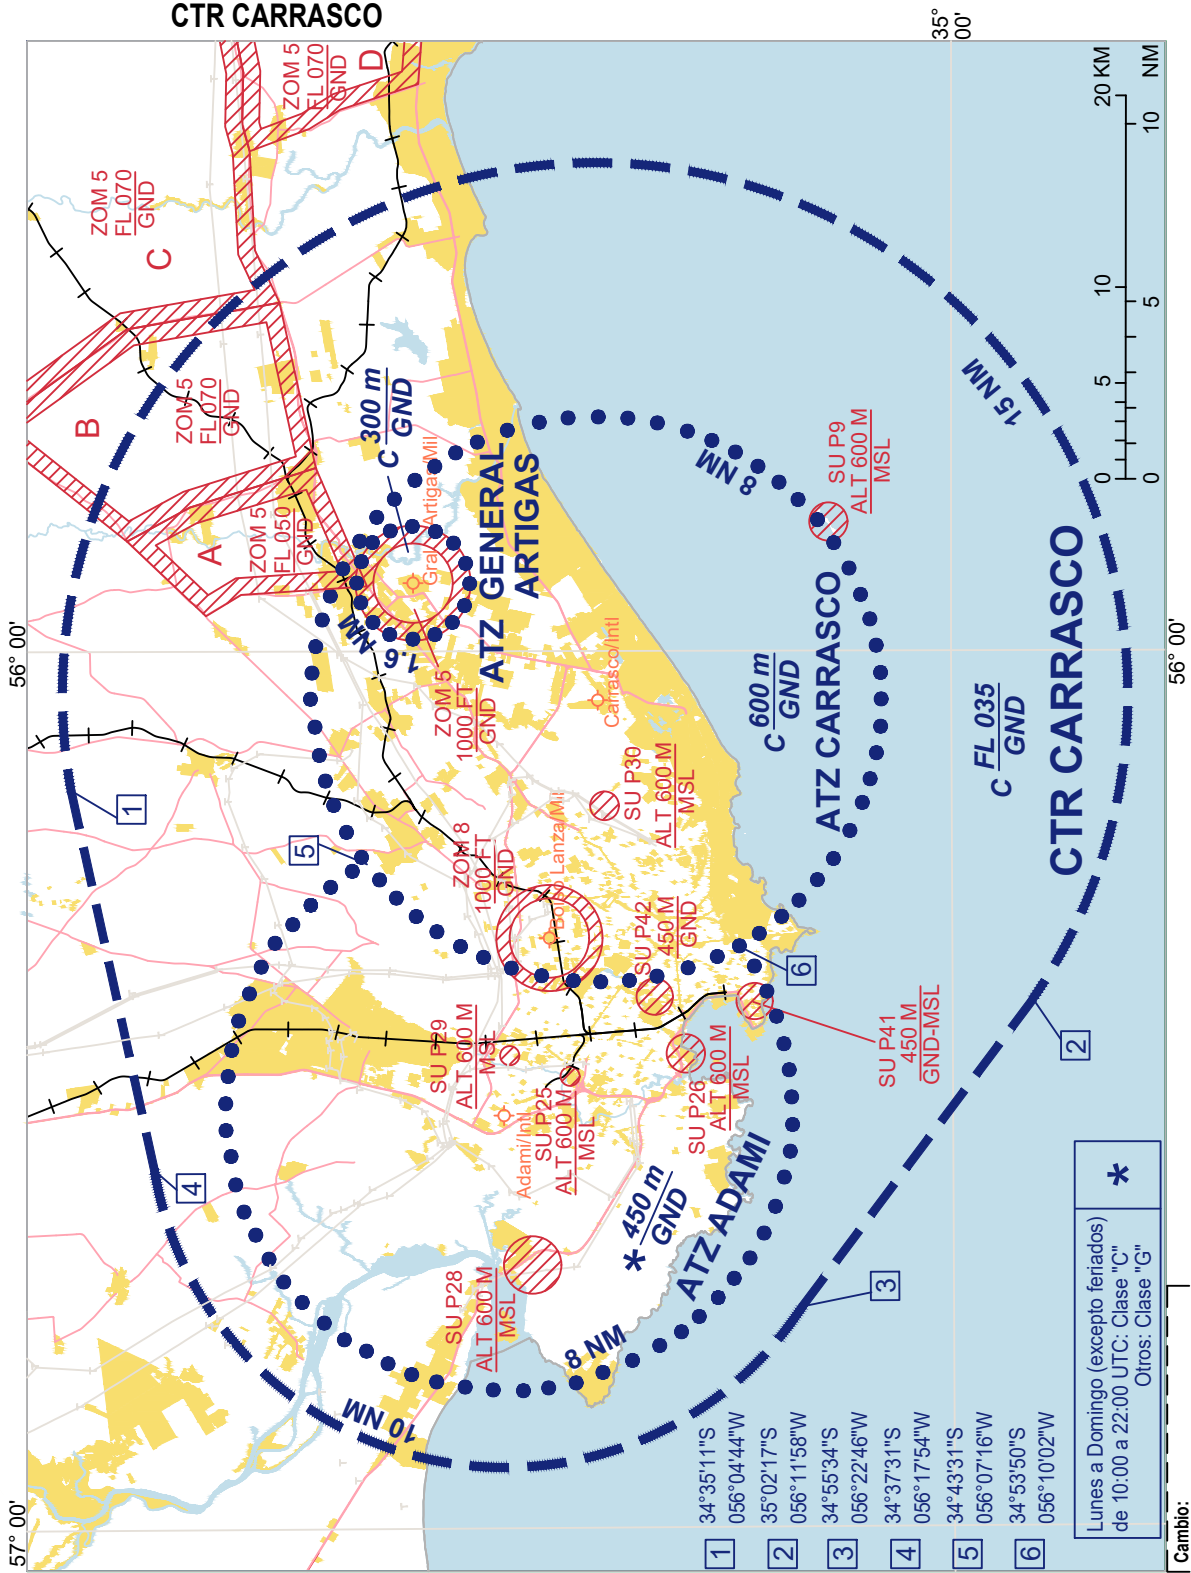 CTR CARRASCO
57° 00'
56° 00'
35°
00'
56° 00'
20 KM
10
5
0
NM
10
5
0
ZOM 5
FL 070
GND
D
ZOM 5
FL 070
GND
C
B
ZOM 5
FL 070
GND
A
ZOM 5
FL 050
GND
C 300 m
GND
Gral Artigas/Mil
ATZ GENERAL
ARTIGAS
1.6 NM
ZOM 5
1000 FT
GND
Carrasco/Intl
15 NM
8 NM
SU P9
ALT 600 M
MSL
C 600 m
GND
ATZ CARRASCO
C FL 035
GND
CTR CARRASCO
1
5
ZOM 8
1000 FT
GND
Boiso Lanza/Mil
SU P30
ALT 600 M
MSL
SU P42
450 M
GND
6
SU P41
450 M
GND-MSL
2
SU P29
ALT 600 M
MSL
Adami/Intl
SU P25
ALT 600 M
MSL
SU P26
ALT 600 M
MSL
4
SU P28
ALT 600 M
MSL
* 450 m
GND
ATZ ADAMI
8 NM
10 NM
3
1 34°35'11"S
056°04'44"W
2 35°02'17"S
056°11'58"W
3 34°55'34"S
056°22'46"W
4 34°37'31"S
056°17'54"W
5 34°43'31"S
056°07'16"W
6 34°53'50"S
056°10'02"W
Lunes a Domingo (excepto feriados)
de 10:00 a 22:00 UTC: Clase "C"
Otros: Clase "G"
*
Cambio: